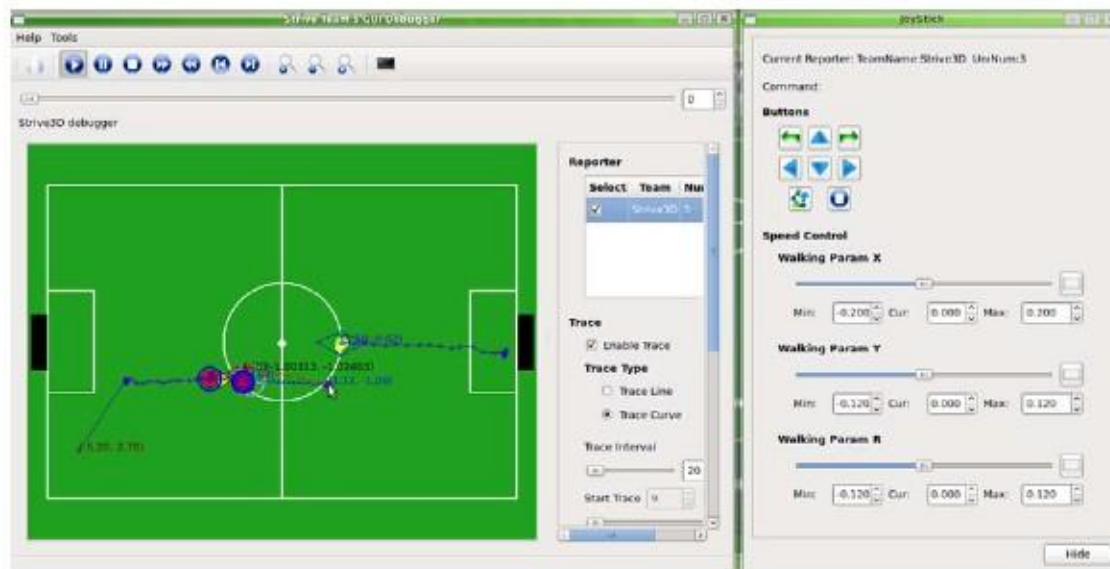 Strive Team's GUI Debugger
Help Tools
0
Strive3D debugger
Reporter
Select Team Nu
Strive3D 3
Trace
Enable Trace
Trace Type
Trace Line
Trace Curve
Trace Interval
20
Start Trace 0
JoyStick
Current Reporter: TeamName:Strive3D UniNum:3
Command:
Buttons
Speed Control
Walking Param X
Min: -0.200 Cur: 0.000 Max: 0.200
Walking Param Y
Min: -0.120 Cur: 0.000 Max: 0.120
Walking Param R
Min: -0.120 Cur: 0.000 Max: 0.120
Hide